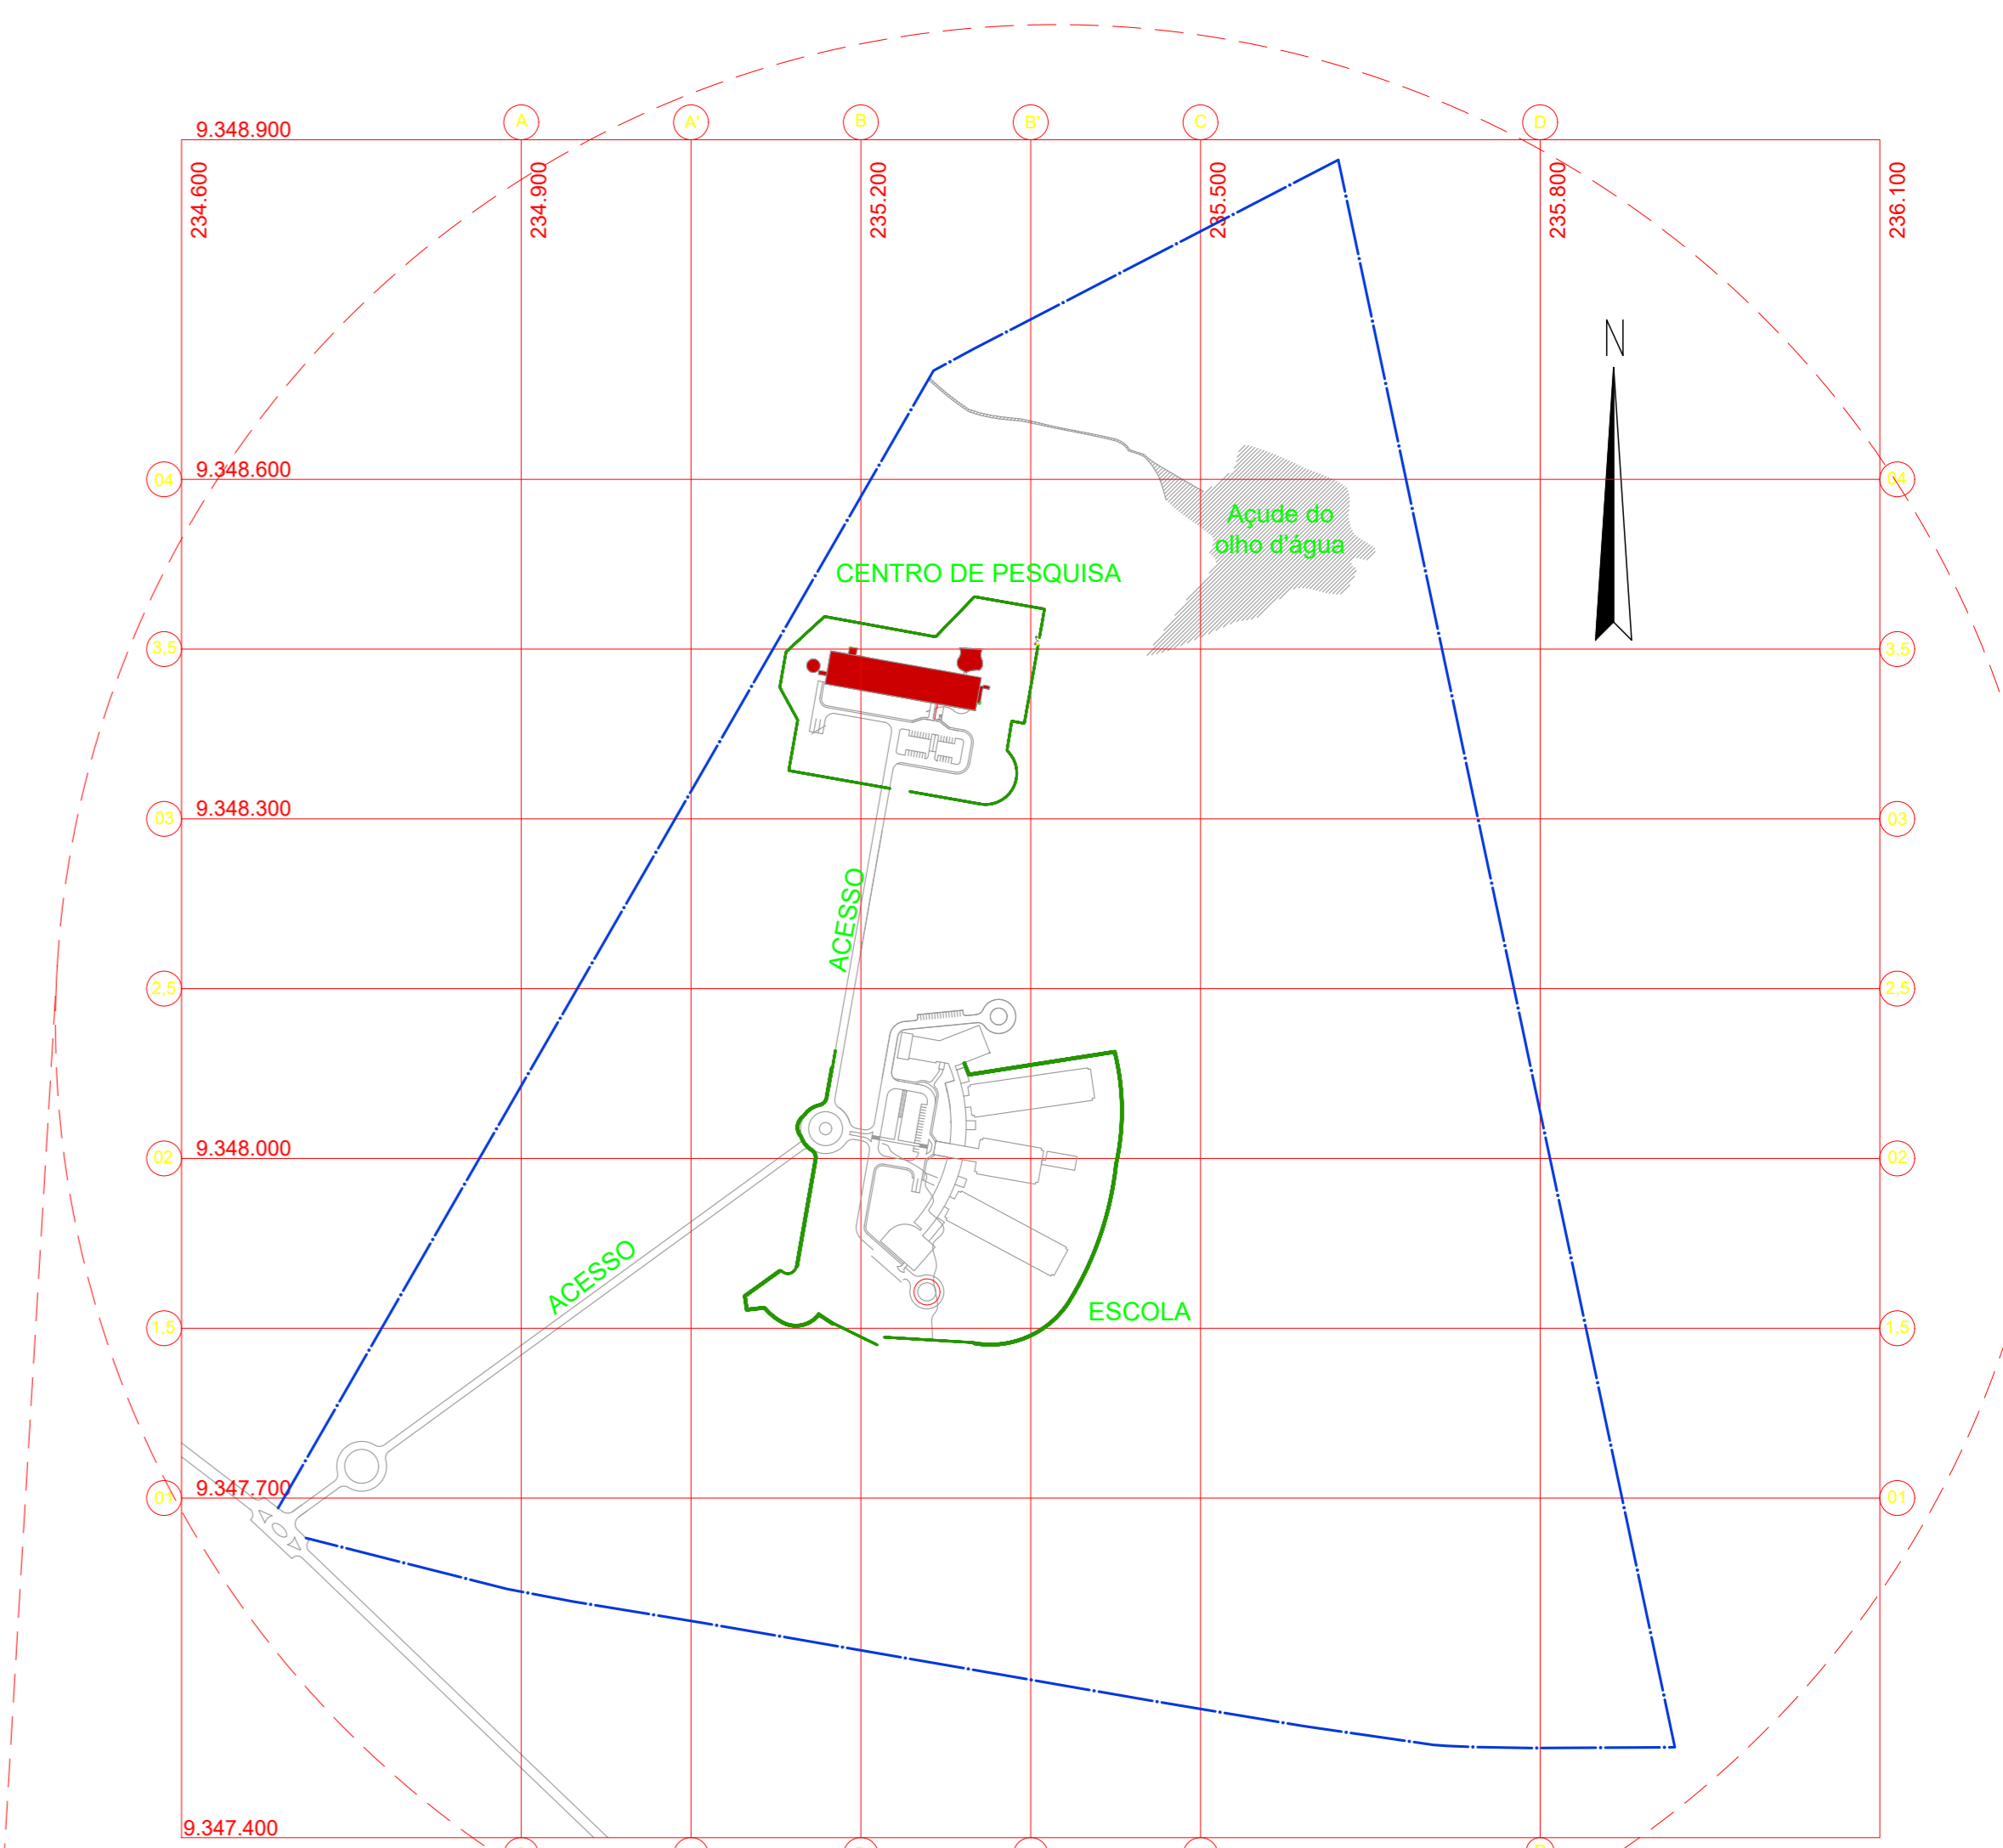 A
A'
B
B'
C
D
9.348.900
234.600
234.900
235.200
235.500
235.800
236.100
N
04
9.348.600
04
Açude do
olho d'água
CENTRO DE PESQUISA
3,5
3,5
03
9.348.300
03
ACESSO
2,5
2,5
02
9.348.000
02
ACESSO
ESCOLA
1,5
1,5
01
9.347.700
01
9.347.400